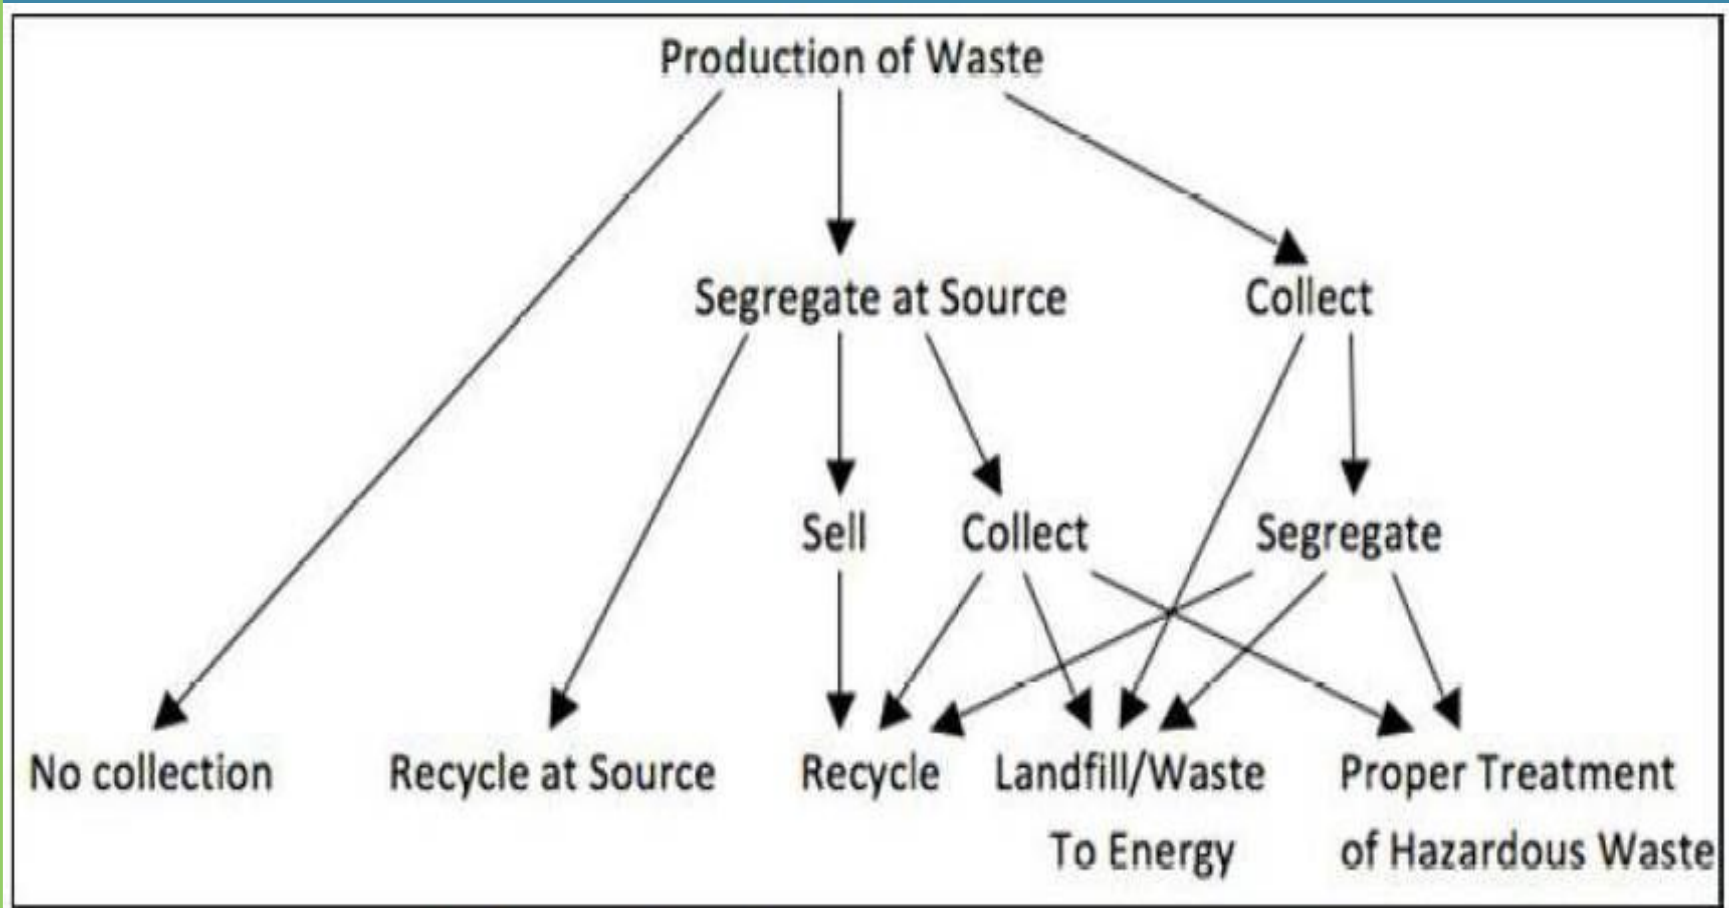 Production of Waste
Segregate at Source
Collect
Sell
Collect
Segregate
No collection
Recycle at Source
Recycle
Landfill/Waste
To Energy
Proper Treatment
of Hazardous Waste